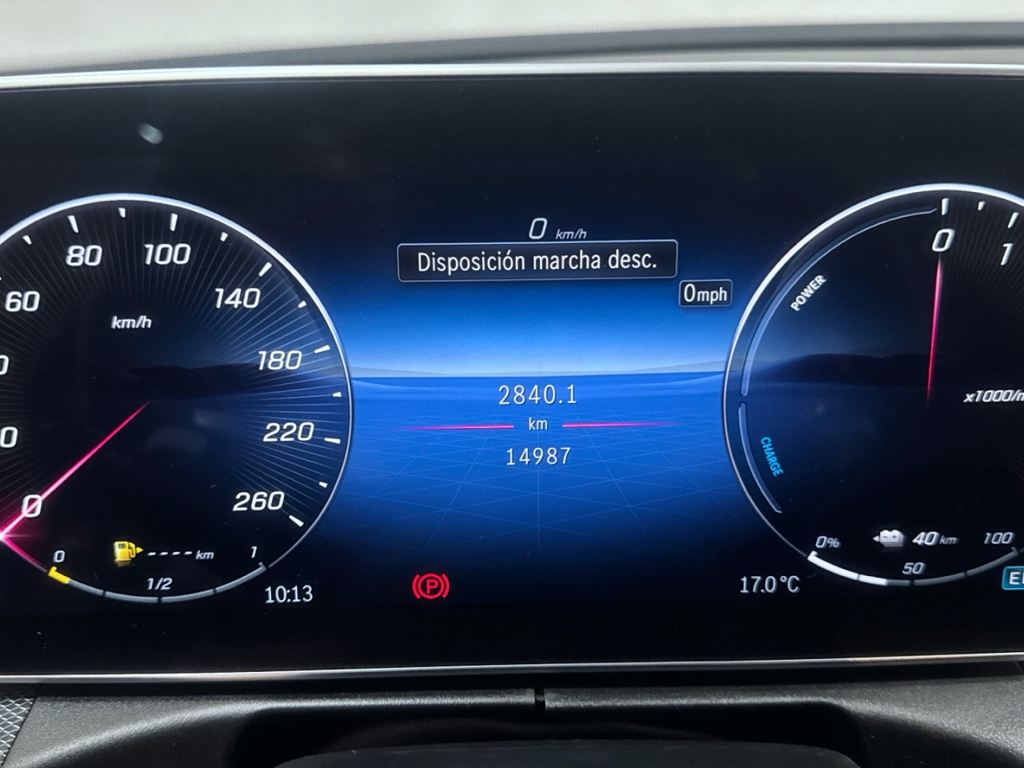 0 km/h
Disposición marcha desc.
0mph
60
80
100
140
180
220
260
km/h
0
0
1/2
1
---- km
10:13
2840.1
km
14987
P
17.0 °C
POWER
CHARGE
0
1
0%
50
100
40 km